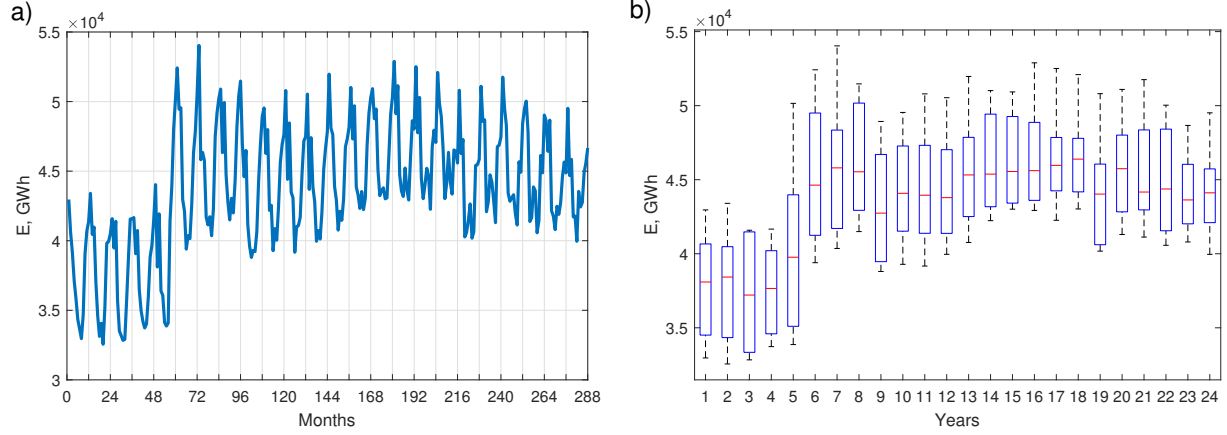 a)
×10⁴
5.5
5
4.5
4
3.5
3
E, GWh
0 24 48 72 96 120 144 168 192 216 240 264 288
Months
b)
×10⁴
5.5
5
4.5
4
3.5
E, GWh
1 2 3 4 5 6 7 8 9 10 11 12 13 14 15 16 17 18 19 20 21 22 23 24
Years